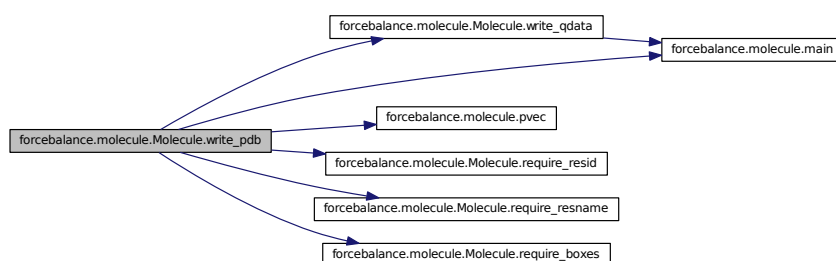 forcebalance.molecule.Molecule.write_qdata
forcebalance.molecule.main
forcebalance.molecule.pvec
forcebalance.molecule.Molecule.write_pdb
forcebalance.molecule.Molecule.require_resid
forcebalance.molecule.Molecule.require_resname
forcebalance.molecule.Molecule.require_boxes